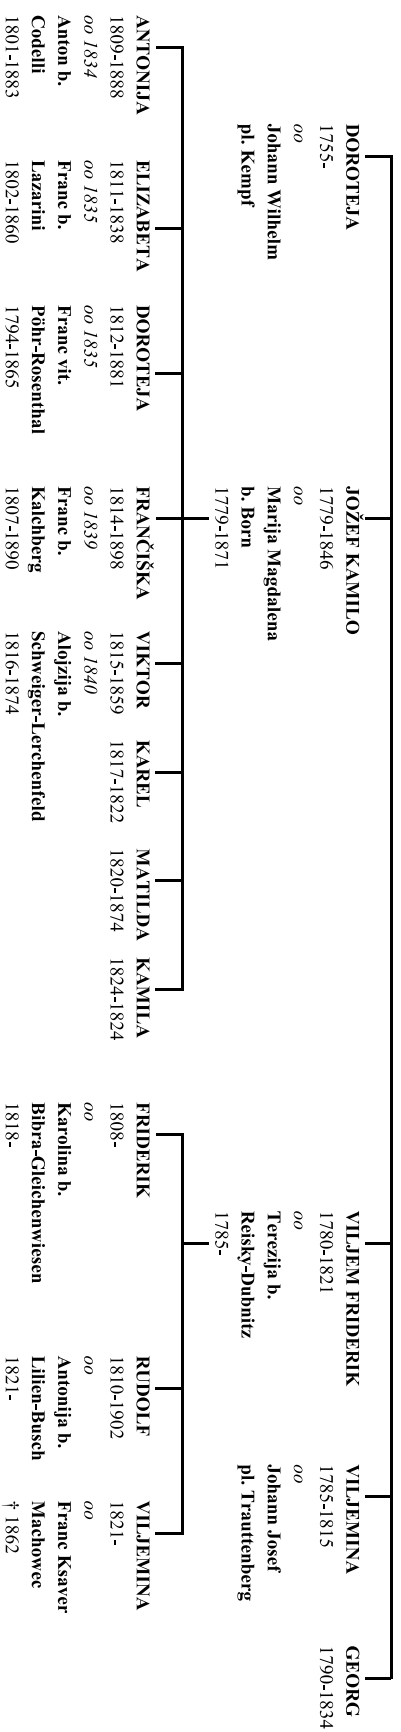 DOROTEJA
1755-
oo
Johann Wilhelm
pl. Kempf
JOŽEF KAMILO
1779-1846
oo
Marija Magdalena
b. Born
1779-1871
VILJEM FRIDERIK
1780-1821
oo
Terezija b.
Reisky-Dubnitz
1785-
VILJEMINA
1785-1815
oo
Johann Josef
pl. Trauttenberg
GEORG
1790-1834
ANTONIJA
1809-1888
oo 1834
Anton b.
Codelli
1801-1883
ELIZABETA
1811-1838
oo 1835
Franc b.
Lazarini
1802-1860
DOROTEJA
1812-1881
oo 1835
Franc vit.
Pöhr-Rosenthal
1794-1865
FRANČIŠKA
1814-1898
oo 1839
Franc b.
Kalchberg
1807-1890
VIKTOR
1815-1859
oo 1840
Alojzija b.
Schweiger-Lerchenfeld
1816-1874
KAREL
1817-1822
MATILDA
1820-1874
KAMILA
1824-1824
FRIDERIK
1808-
oo
Karolina b.
Bibra-Gleichenwiesen
1818-
RUDOLF
1810-1902
oo
Antonija b.
Lilien-Busch
1821-
VILJEMINA
1821-
oo
Franc Ksaver
Machowec
† 1862